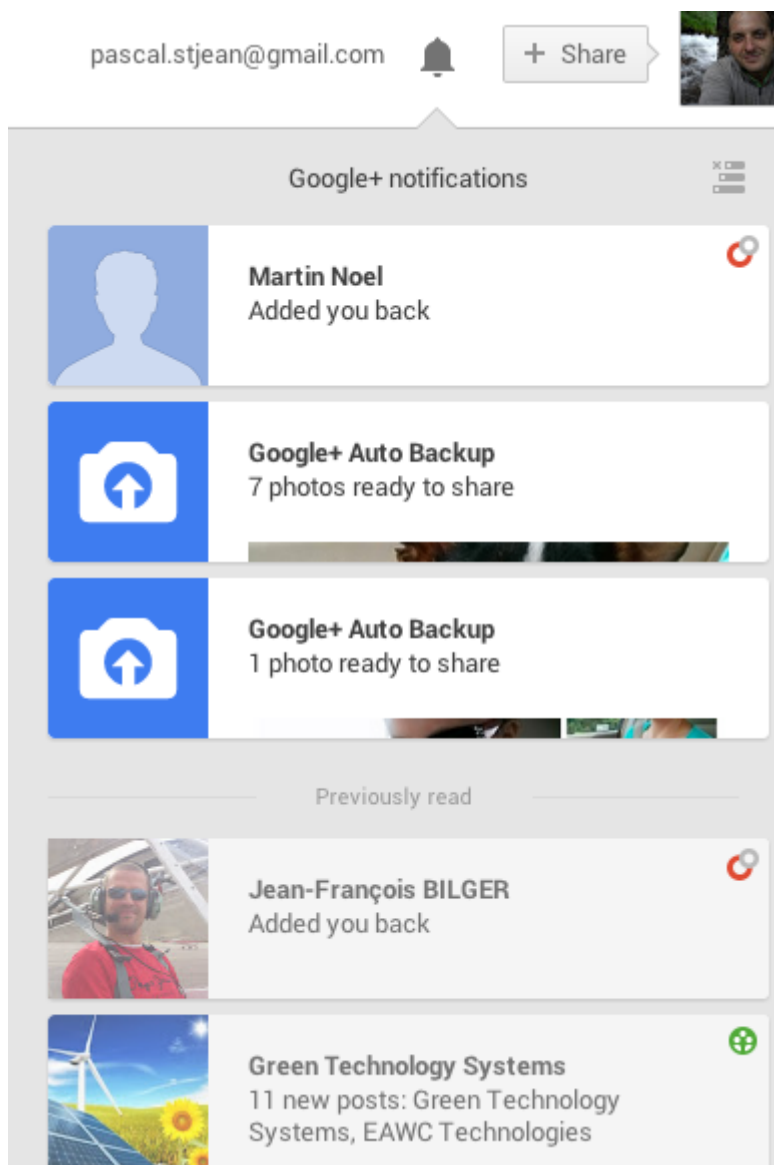 pascal.stjean@gmail.com
+ Share
Google+ notifications
Martin Noel
Added you back
Google+ Auto Backup
7 photos ready to share
Google+ Auto Backup
1 photo ready to share
Previously read
Jean-François BILGER
Added you back
Green Technology Systems
11 new posts: Green Technology
Systems, EAWC Technologies